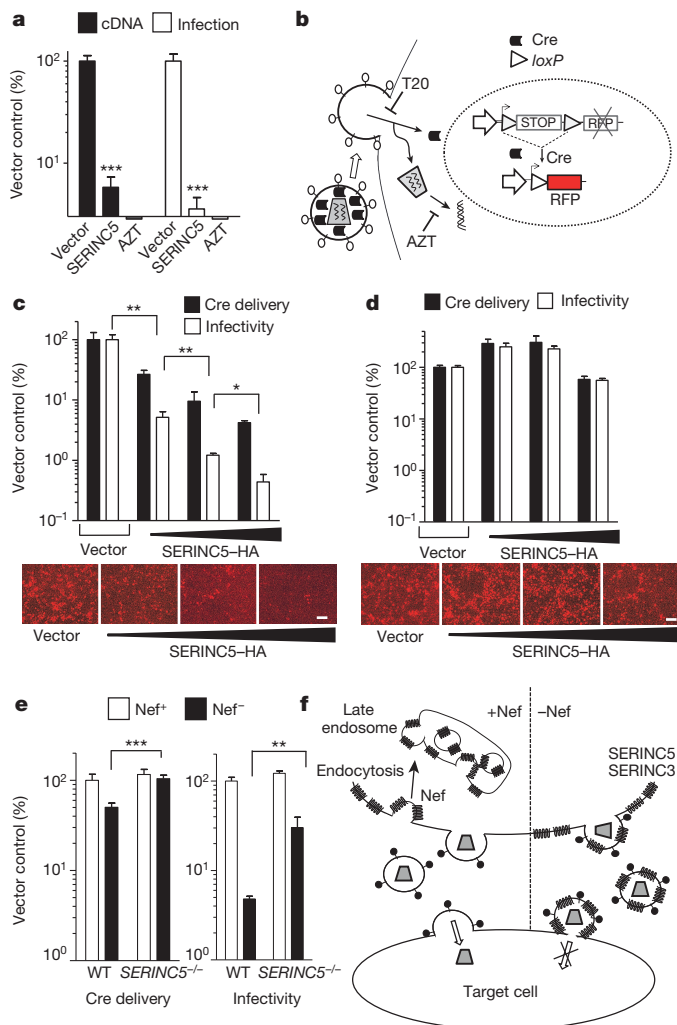 a
cDNA Infection
Vector control (%)
10²
10¹
***
***
Vector
SERINC5
AZT
Vector
SERINC5
AZT
b
Cre
loxP
T20
STOP
RFP
Cre
RFP
AZT
c
Cre delivery
Infectivity
Vector control (%)
10²
10¹
10⁰
10⁻¹
**
**
*
Vector
SERINC5–HA
Vector
SERINC5–HA
d
Cre delivery Infectivity
Vector control (%)
10²
10¹
10⁰
10⁻¹
Vector
SERINC5–HA
Vector
SERINC5–HA
e
Nef⁺ Nef⁻
Vector control (%)
10²
10¹
10⁰
***
WT SERINC5⁻/⁻
Cre delivery
10²
10¹
10⁰
**
WT SERINC5⁻/⁻
Infectivity
f
Late
endosome
+Nef –Nef
Endocytosis
Nef
SERINC5
SERINC3
Target cell